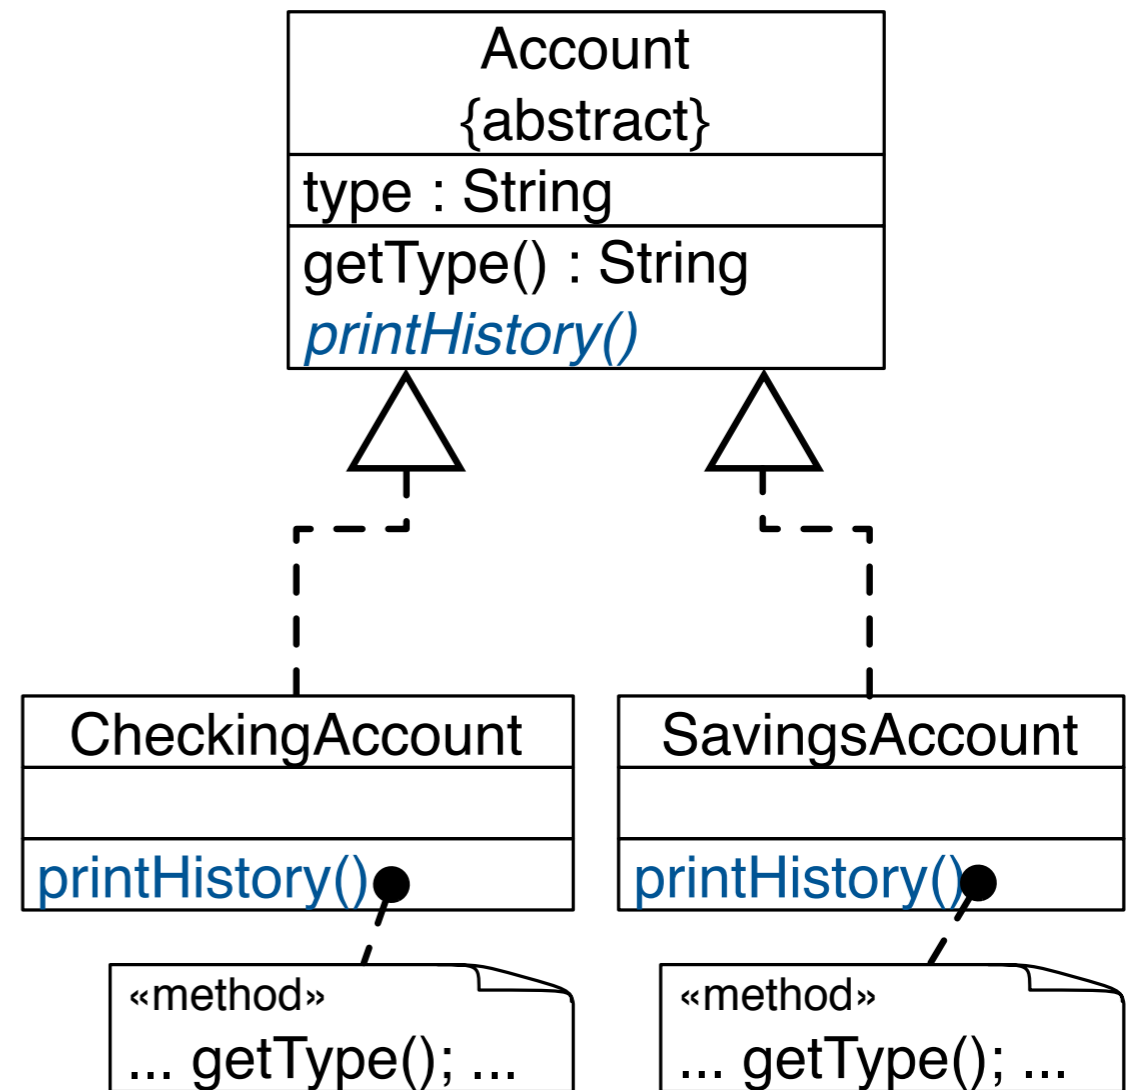 Account
{abstract}
type : String
getType() : String
printHistory()
CheckingAccount
printHistory()
«method»
... getType(); ...
SavingsAccount
printHistory()
«method»
... getType(); ...